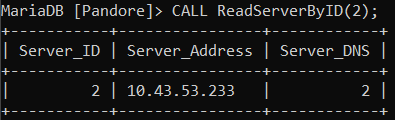 MariaDB [Pandore]> CALL ReadServerByID(2);
+-----------+----------------+------------+
| Server_ID | Server_Address | Server_DNS |
+-----------+----------------+------------+
|         2 | 10.43.53.233   |          2 |
+-----------+----------------+------------+